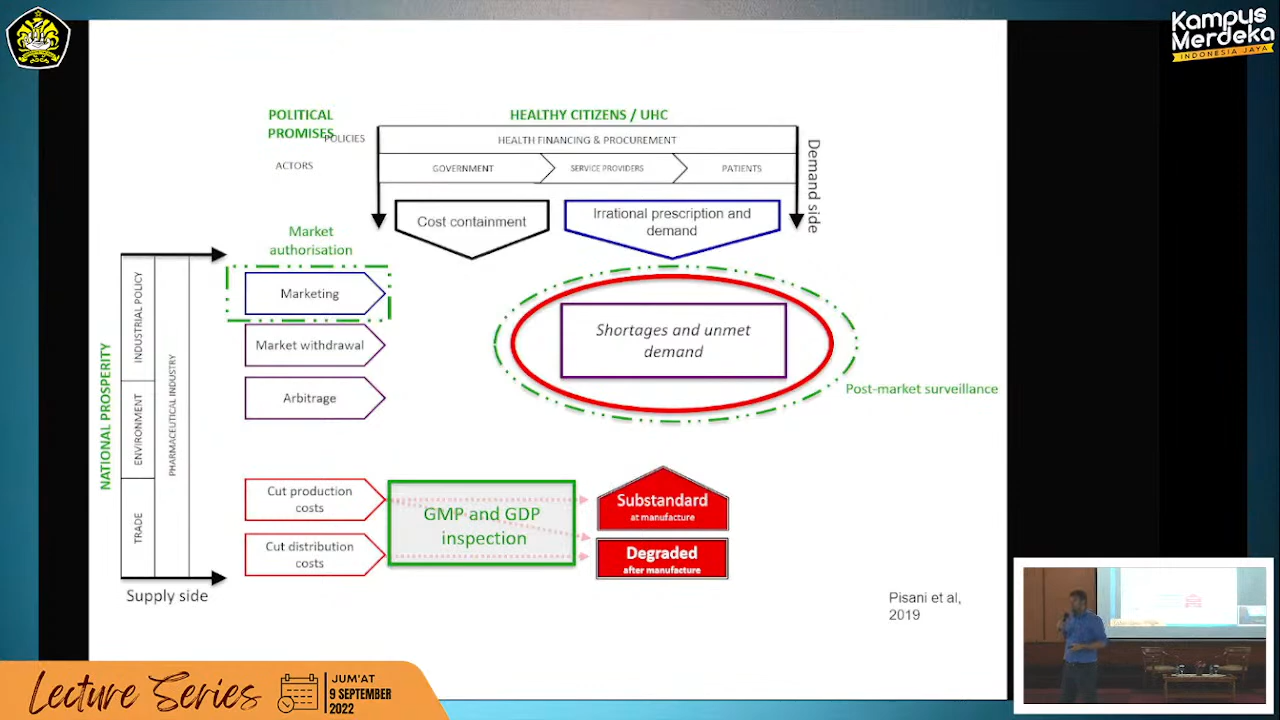 Kampus
Merdeka
INDONESIA JAYA
POLITICAL
PROMISES
HEALTHY CITIZENS / UHC
POLICIES
HEALTH FINANCING & PROCUREMENT
ACTORS
GOVERNMENT
SERVICE PROVIDERS
PATIENTS
Demand side
Cost containment
Irrational prescription and
demand
Market
authorisation
Marketing
Market withdrawal
Arbitrage
NATIONAL PROSPERITY
INDUSTRIAL POLICY
ENVIRONMENT
TRADE
PHARMACEUTICAL INDUSTRY
Shortages and unmet
demand
Post-market surveillance
Cut production
costs
Cut distribution
costs
GMP and GDP
inspection
Substandard
at manufacture
Degraded
after manufacture
Supply side
Pisani et al,
2019
Lecture Series
JUM'AT
9 SEPTEMBER
2022